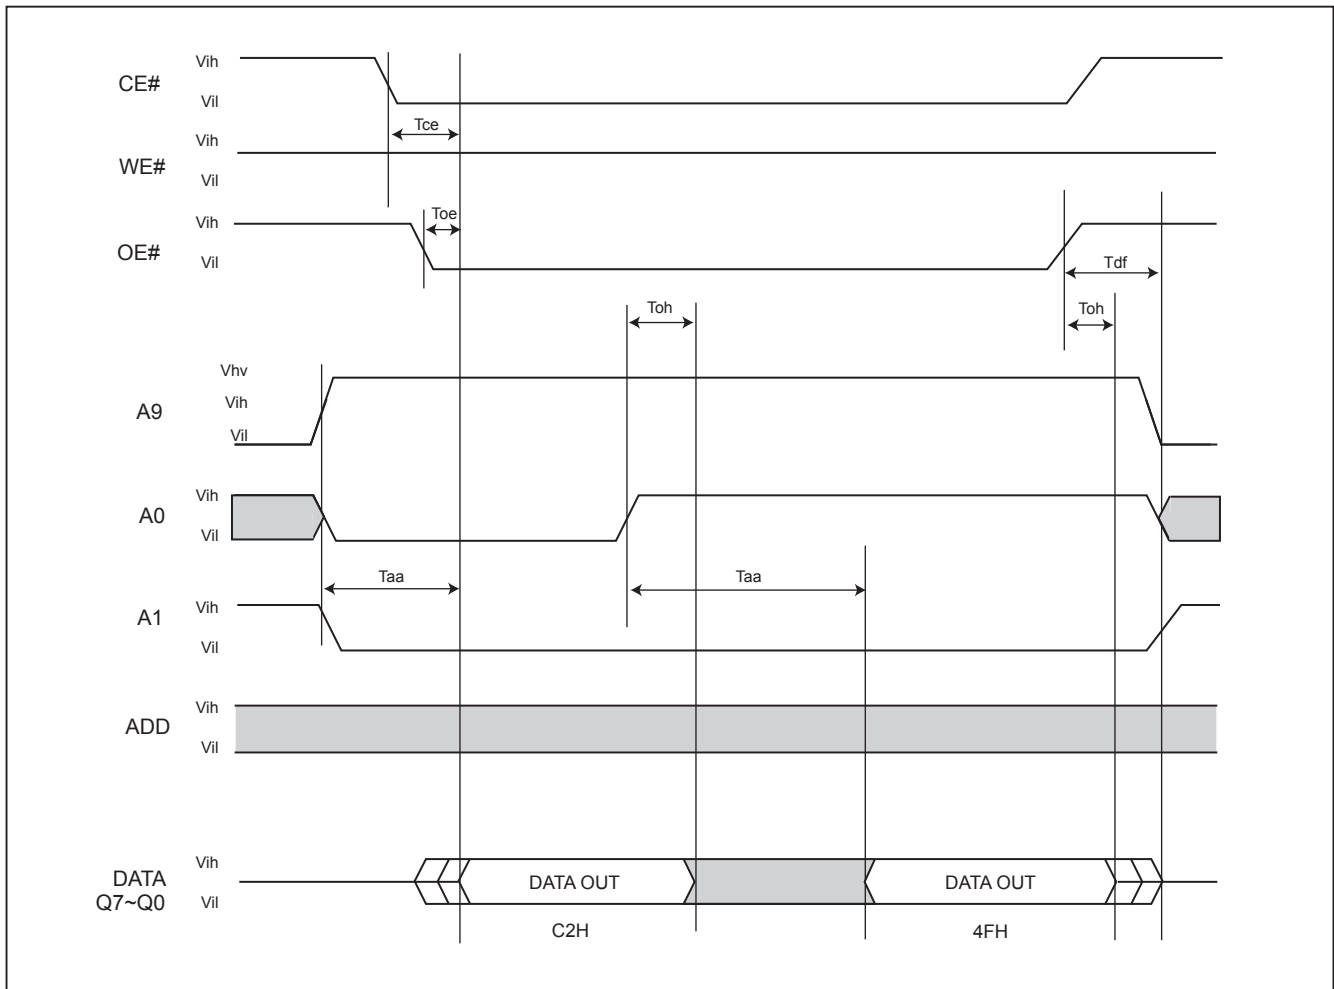 CE#
Vih
Vil
Tce
WE#
Vih
Vil
OE#
Vih
Vil
Toe
Tdf
Toh
Toh
A9
Vhv
Vih
Vil
A0
Vih
Vil
Taa
Taa
A1
Vih
Vil
ADD
Vih
Vil
DATA
Q7~Q0
Vih
Vil
DATA OUT
DATA OUT
C2H
4FH